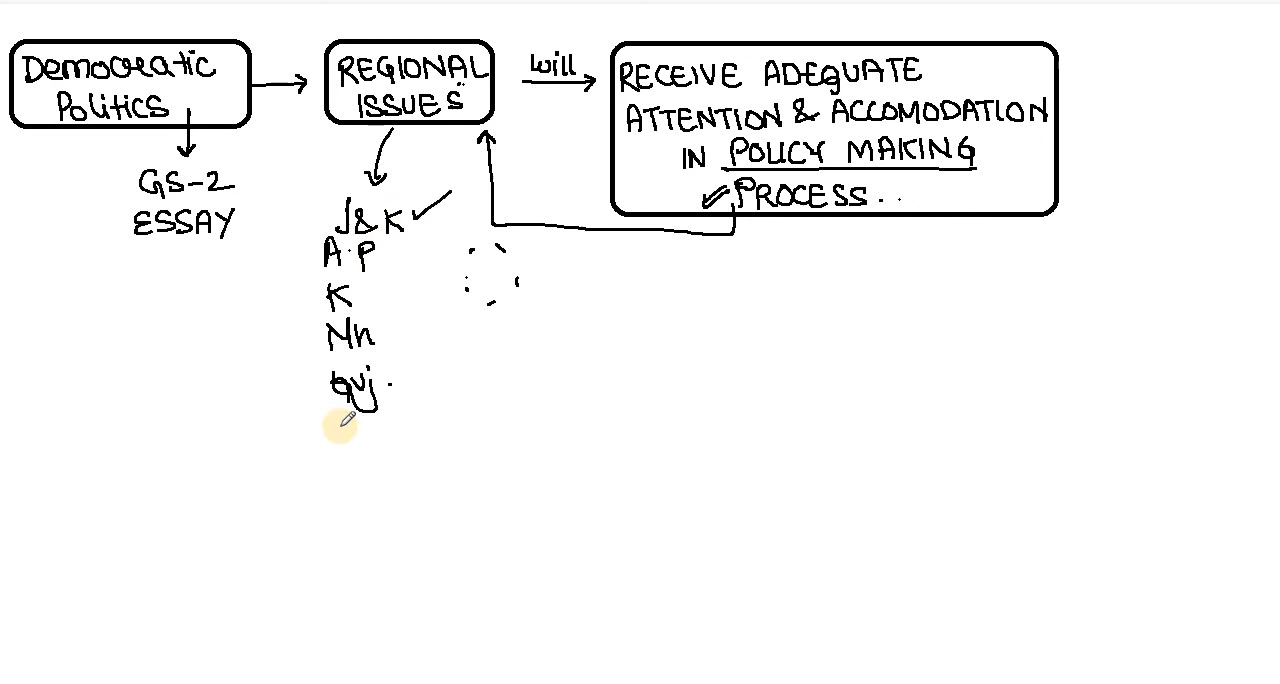 Democratic
Politics
GS-2
ESSAY
REGIONAL
ISSUES
J&K
A.P
K
Mh
Guj.
will
RECEIVE ADEQUATE
ATTENTION & ACCOMODATION
IN POLICY MAKING
PROCESS..